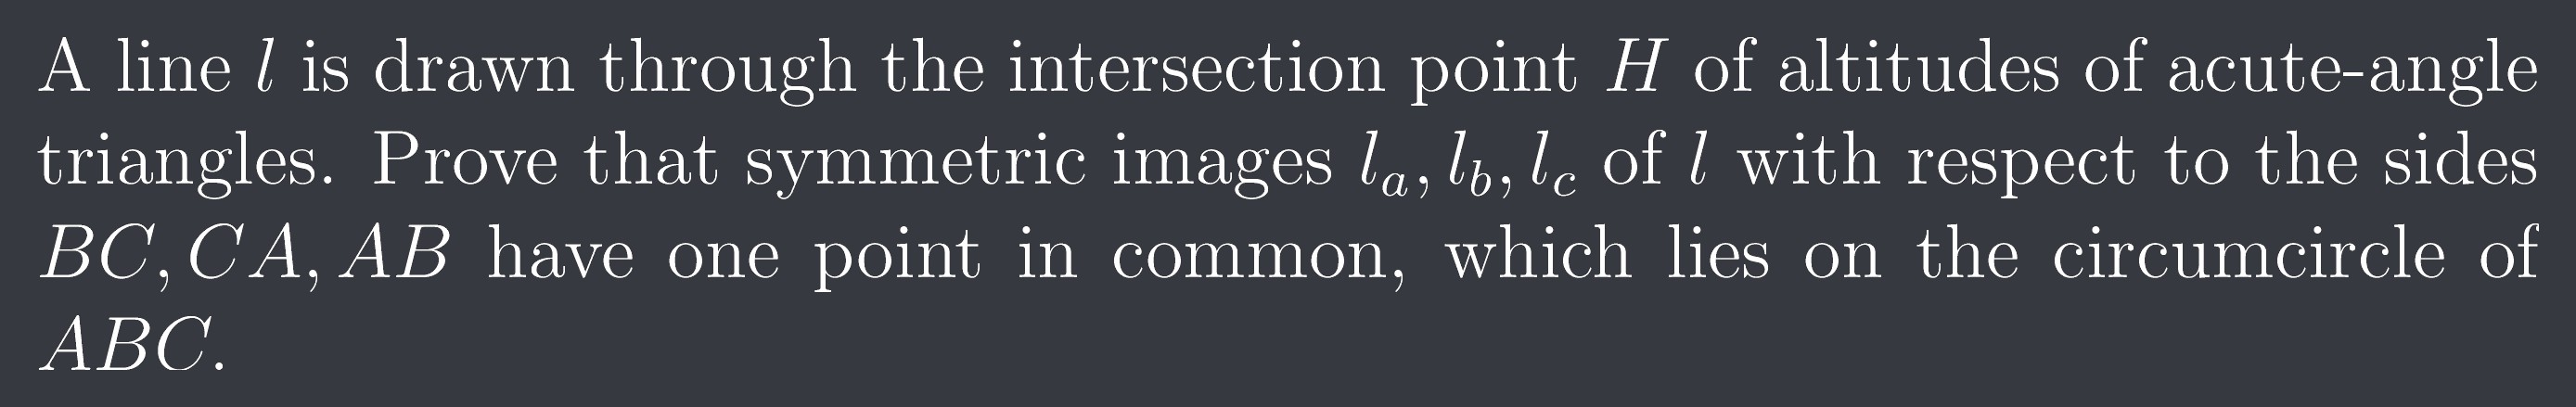 A line l is drawn through the intersection point H of altitudes of acute-angle
triangles. Prove that symmetric images l_a, l_b, l_c of l with respect to the sides
BC, CA, AB have one point in common, which lies on the circumcircle of
ABC.